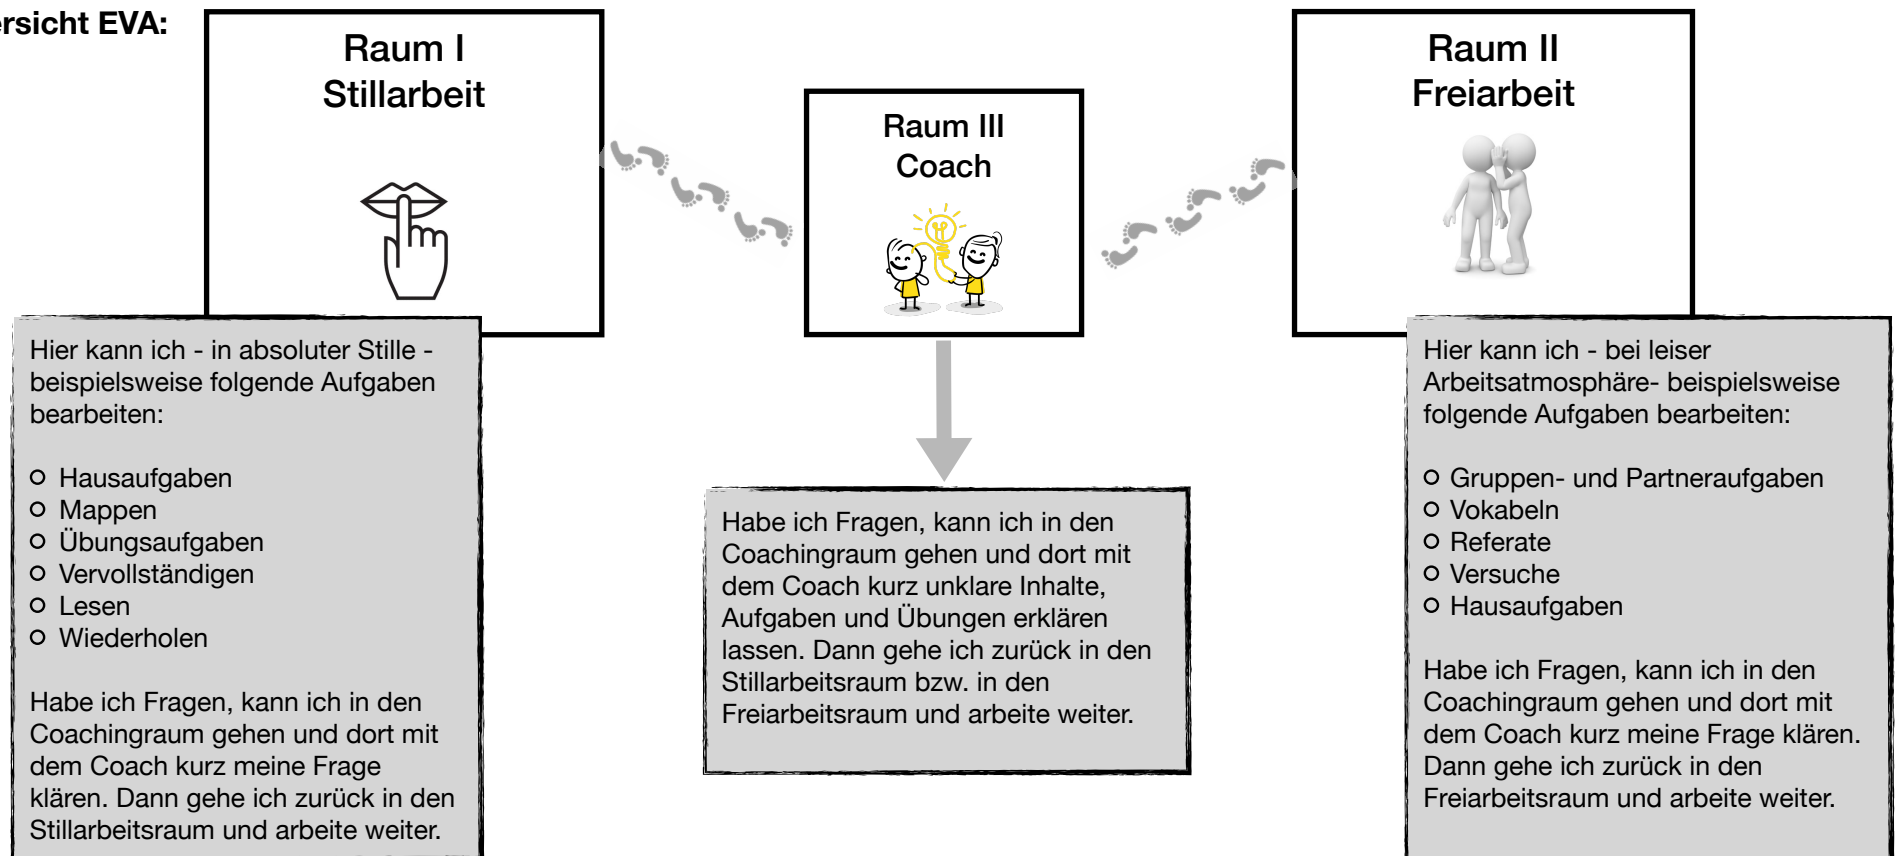 ersicht EVA:
Raum I
Stillarbeit
Raum III
Coach
Raum II
Freiarbeit
Hier kann ich - in absoluter Stille -
beispielsweise folgende Aufgaben
bearbeiten:
Hausaufgaben
Mappen
Übungsaufgaben
Vervollständigen
Lesen
Wiederholen
Habe ich Fragen, kann ich in den
Coachingraum gehen und dort mit
dem Coach kurz meine Frage
klären. Dann gehe ich zurück in den
Stillarbeitsraum und arbeite weiter.
Habe ich Fragen, kann ich in den
Coachingraum gehen und dort mit
dem Coach kurz unklare Inhalte,
Aufgaben und Übungen erklären
lassen. Dann gehe ich zurück in den
Stillarbeitsraum bzw. in den
Freiarbeitsraum und arbeite weiter.
Hier kann ich - bei leiser
Arbeitsatmosphäre- beispielsweise
folgende Aufgaben bearbeiten:
Gruppen- und Partneraufgaben
Vokabeln
Referate
Versuche
Hausaufgaben
Habe ich Fragen, kann ich in den
Coachingraum gehen und dort mit
dem Coach kurz meine Frage klären.
Dann gehe ich zurück in den
Freiarbeitsraum und arbeite weiter.